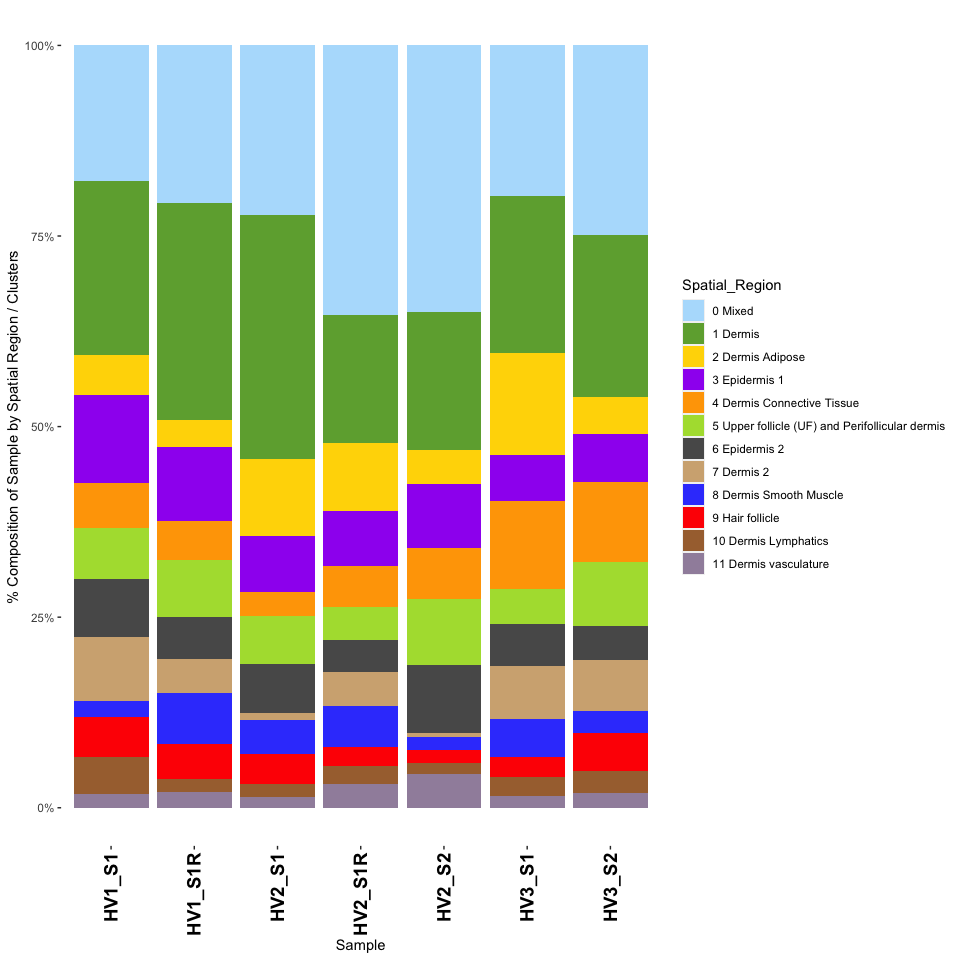 % Composition of Sample by Spatial Region / Clusters
100%
75%
50%
25%
0%
HV1_S1
HV1_S1R
HV2_S1
HV2_S1R
HV2_S2
HV3_S1
HV3_S2
Sample
Spatial_Region
0 Mixed
1 Dermis
2 Dermis Adipose
3 Epidermis 1
4 Dermis Connective Tissue
5 Upper follicle (UF) and Perifollicular dermis
6 Epidermis 2
7 Dermis 2
8 Dermis Smooth Muscle
9 Hair follicle
10 Dermis Lymphatics
11 Dermis vasculature